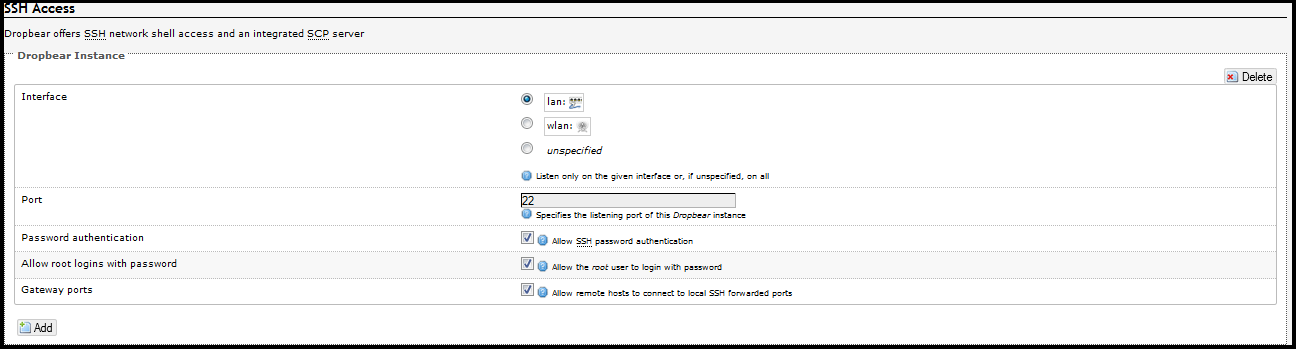 SSH Access
Dropbear offers SSH network shell access and an integrated SCP server
Dropbear Instance
Delete
Interface
lan:
wlan:
unspecified
Listen only on the given interface or, if unspecified, on all
Port
22
Specifies the listening port of this Dropbear instance
Password authentication
Allow SSH password authentication
Allow root logins with password
Allow the root user to login with password
Gateway ports
Allow remote hosts to connect to local SSH forwarded ports
Add